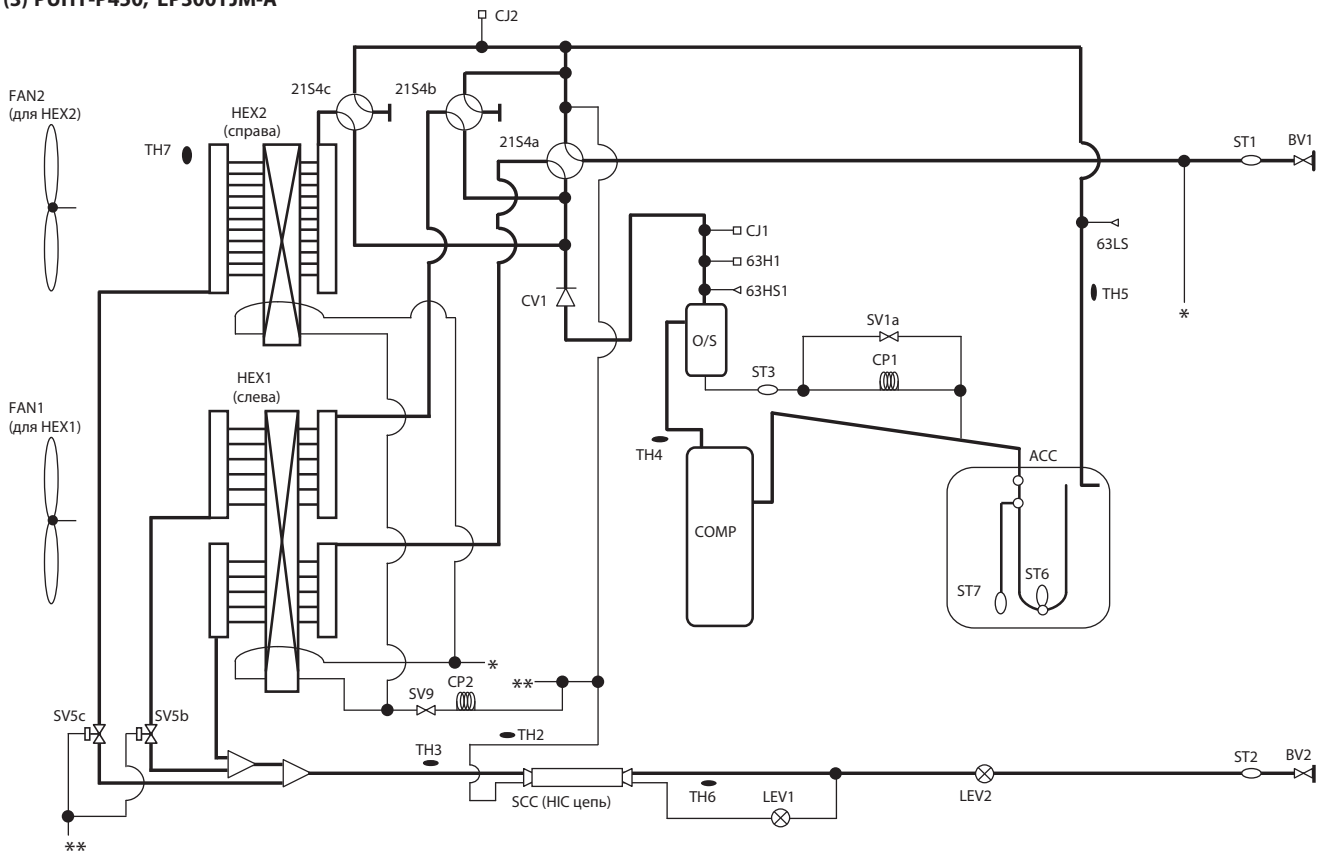 (3) PUHY-P450, EP300YJM-A
CJ2
FAN2
(для HEX2)
HEX2
(справа)
21S4c
21S4b
21S4a
TH7
ST1
BV1
CJ1
63H1
63HS1
63LS
TH5
*
CV1
O/S
SV1a
CP1
ST3
FAN1
(для HEX1)
HEX1
(слева)
TH4
ACC
COMP
ST7
ST6
*
**
CP2
SV9
SV5c
SV5b
TH2
TH3
SCC (HIC цепь)
TH6
LEV1
LEV2
ST2
BV2
**